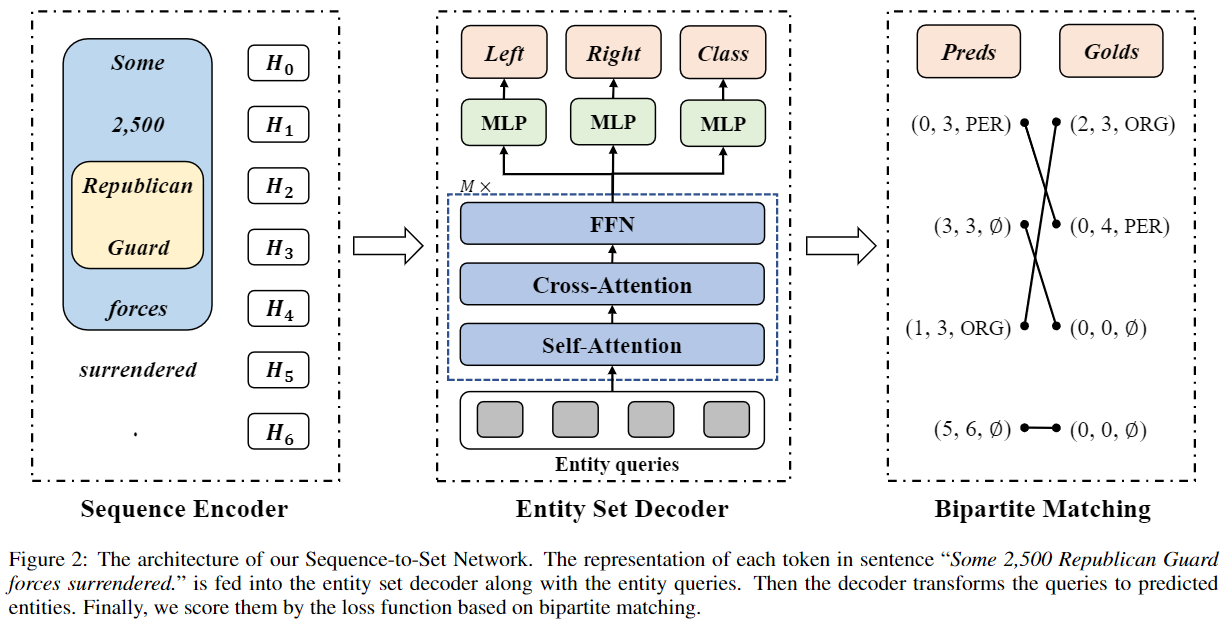 Some
2,500
Republican
Guard
forces
surrendered
.
H₀
H₁
H₂
H₃
H₄
H₅
H₆
Sequence Encoder
Left Right Class
MLP MLP MLP
M ×
FFN
Cross-Attention
Self-Attention
Entity queries
Entity Set Decoder
Preds Golds
(0, 3, PER) (2, 3, ORG)
(3, 3, ∅) (0, 4, PER)
(1, 3, ORG) (0, 0, ∅)
(5, 6, ∅) (0, 0, ∅)
Bipartite Matching
Figure 2: The architecture of our Sequence-to-Set Network. The representation of each token in sentence “Some 2,500 Republican Guard
forces surrendered.” is fed into the entity set decoder along with the entity queries. Then the decoder transforms the queries to predicted
entities. Finally, we score them by the loss function based on bipartite matching.